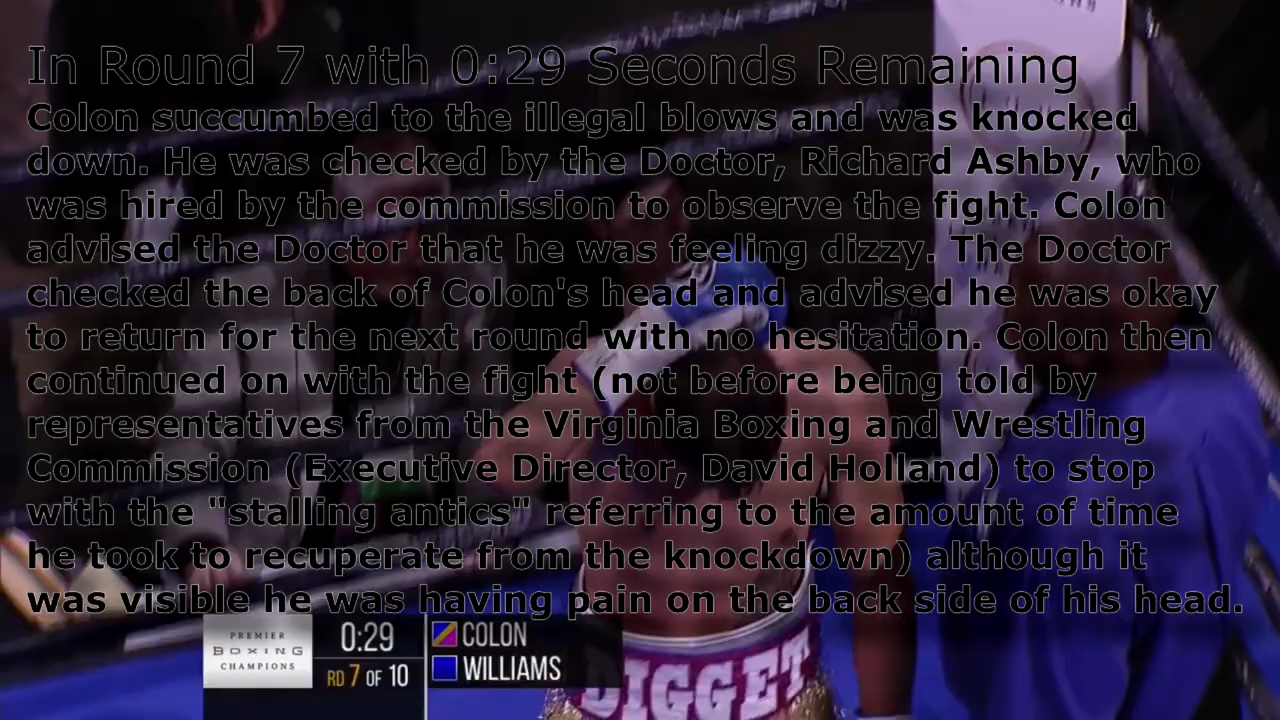 In Round 7 with 0:29 Seconds Remaining
Colon succumbed to the illegal blows and was knocked
down. He was checked by the Doctor, Richard Ashby, who
was hired by the commission to observe the fight. Colon
advised the Doctor that he was feeling dizzy. The Doctor
checked the back of Colon's head and advised he was okay
to return for the next round with no hesitation. Colon then
continued on with the fight (not before being told by
representatives from the Virginia Boxing and Wrestling
Commission (Executive Director, David Holland) to stop
with the "stalling antics" referring to the amount of time
he took to recuperate from the knockdown) although it
was visible he was having pain on the back side of his head.
PREMIER
BOXING
CHAMPIONS
0:29
RD 7 OF 10
COLON
WILLIAMS
DIGGET